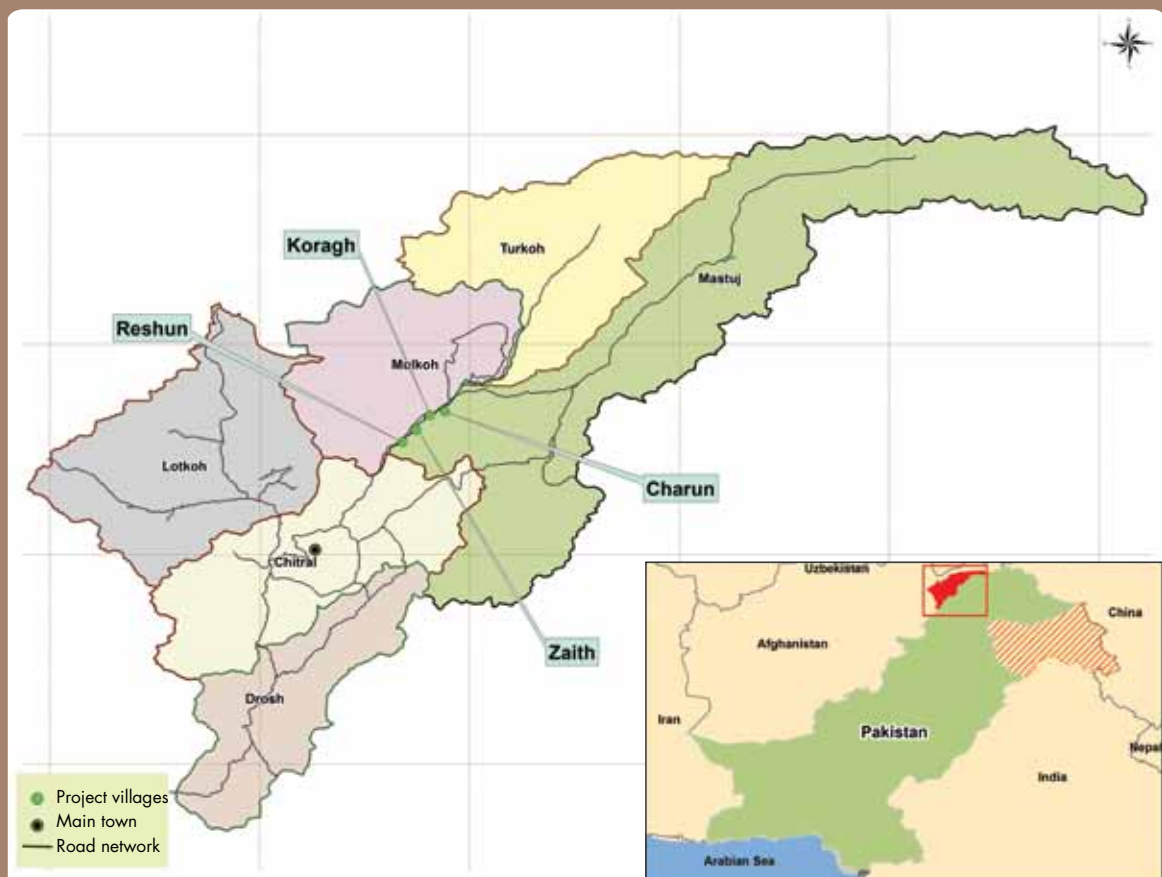 Turkoh
Koragh
Mastuj
Reshun
Mulkoh
Lotkoh
Charun
Chitral
Zaith
Drosh
Project villages
Main town
Road network
Uzbekistan
China
Afghanistan
Iran
Pakistan
Nepal
India
Arabian Sea